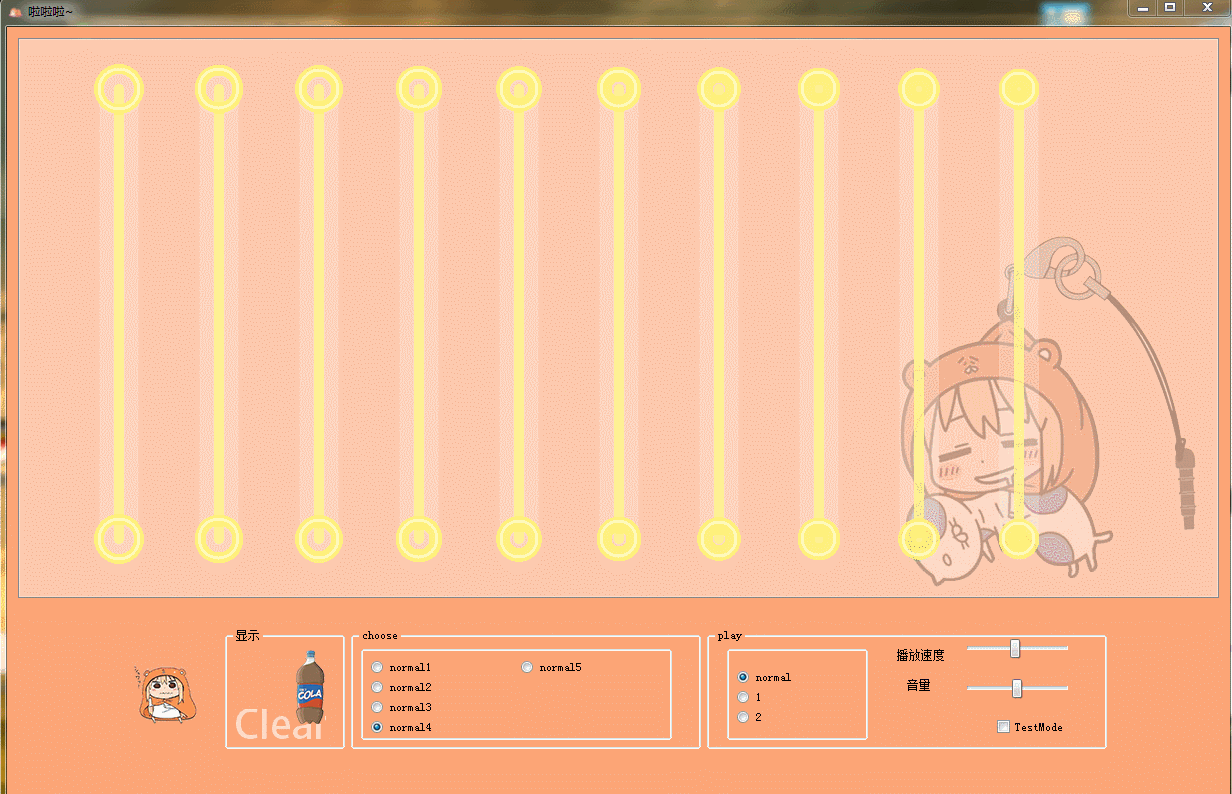 啦啦啦~
显示
COLA
Clear
choose
normal1
normal5
normal2
normal3
normal4
play
normal
1
2
播放速度
音量
TestMode